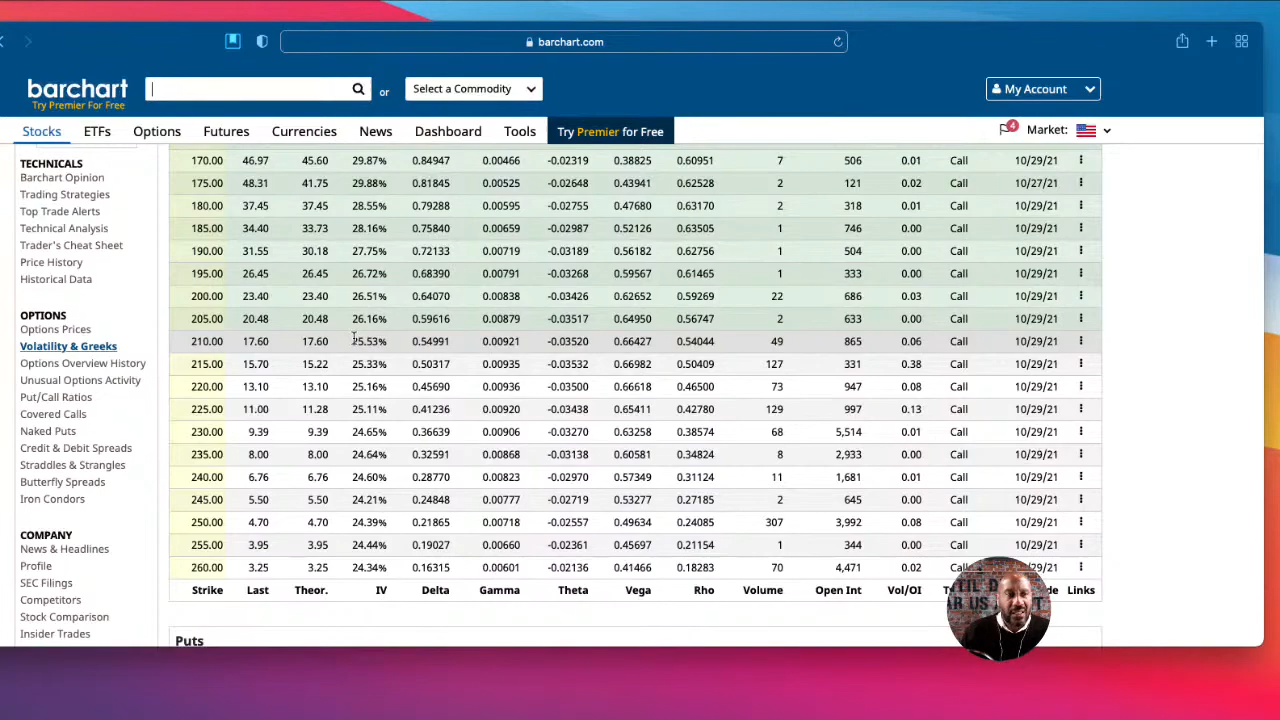 barchart.com
barchart
Try Premier For Free
or
Select a Commodity
My Account
Stocks ETFs Options Futures Currencies News Dashboard Tools Try Premier for Free
4 Market:
TECHNICALS
Barchart Opinion
Trading Strategies
Top Trade Alerts
Technical Analysis
Trader's Cheat Sheet
Price History
Historical Data
OPTIONS
Options Prices
Volatility & Greeks
Options Overview History
Unusual Options Activity
Put/Call Ratios
Covered Calls
Naked Puts
Credit & Debit Spreads
Straddles & Strangles
Butterfly Spreads
Iron Condors
COMPANY
News & Headlines
Profile
SEC Filings
Competitors
Stock Comparison
Insider Trades
170.00 46.97 45.60 29.87% 0.84947 0.00466 -0.02319 0.38825 0.60951 7 506 0.01 Call 10/29/21
175.00 48.31 41.75 29.88% 0.81845 0.00525 -0.02648 0.43941 0.62528 2 121 0.02 Call 10/27/21
180.00 37.45 37.45 28.55% 0.79288 0.00595 -0.02755 0.47680 0.63170 2 318 0.01 Call 10/29/21
185.00 34.40 33.73 28.16% 0.75840 0.00659 -0.02987 0.52126 0.63505 1 746 0.00 Call 10/29/21
190.00 31.55 30.18 27.75% 0.72133 0.00719 -0.03189 0.56182 0.62756 1 504 0.00 Call 10/29/21
195.00 26.45 26.45 26.72% 0.68390 0.00791 -0.03268 0.59567 0.61465 1 333 0.00 Call 10/29/21
200.00 23.40 23.40 26.51% 0.64070 0.00838 -0.03426 0.62652 0.59269 22 686 0.03 Call 10/29/21
205.00 20.48 20.48 26.16% 0.59616 0.00879 -0.03517 0.64950 0.56747 2 633 0.00 Call 10/29/21
210.00 17.60 17.60 25.53% 0.54991 0.00921 -0.03520 0.66427 0.54044 49 865 0.06 Call 10/29/21
215.00 15.70 15.22 25.33% 0.50317 0.00935 -0.03532 0.66982 0.50409 127 331 0.38 Call 10/29/21
220.00 13.10 13.10 25.16% 0.45690 0.00936 -0.03500 0.66618 0.46500 73 947 0.08 Call 10/29/21
225.00 11.00 11.28 25.11% 0.41236 0.00920 -0.03438 0.65411 0.42780 129 997 0.13 Call 10/29/21
230.00 9.39 9.39 24.65% 0.36639 0.00906 -0.03270 0.63258 0.38574 68 5,514 0.01 Call 10/29/21
235.00 8.00 8.00 24.64% 0.32591 0.00868 -0.03138 0.60581 0.34824 8 2,933 0.00 Call 10/29/21
240.00 6.76 6.76 24.60% 0.28770 0.00823 -0.02970 0.57349 0.31124 11 1,681 0.01 Call 10/29/21
245.00 5.50 5.50 24.21% 0.24848 0.00777 -0.02719 0.53277 0.27185 2 645 0.00 Call 10/29/21
250.00 4.70 4.70 24.39% 0.21865 0.00718 -0.02557 0.49634 0.24085 307 3,992 0.08 Call 10/29/21
255.00 3.95 3.95 24.44% 0.19027 0.00660 -0.02361 0.45697 0.21154 1 344 0.00 Call 10/29/21
260.00 3.25 3.25 24.34% 0.16315 0.00601 -0.02136 0.41466 0.18283 70 4,471 0.02 Call 10/29/21
Strike Last Theor. IV Delta Gamma Theta Vega Rho Volume Open Int Vol/OI Links
Puts